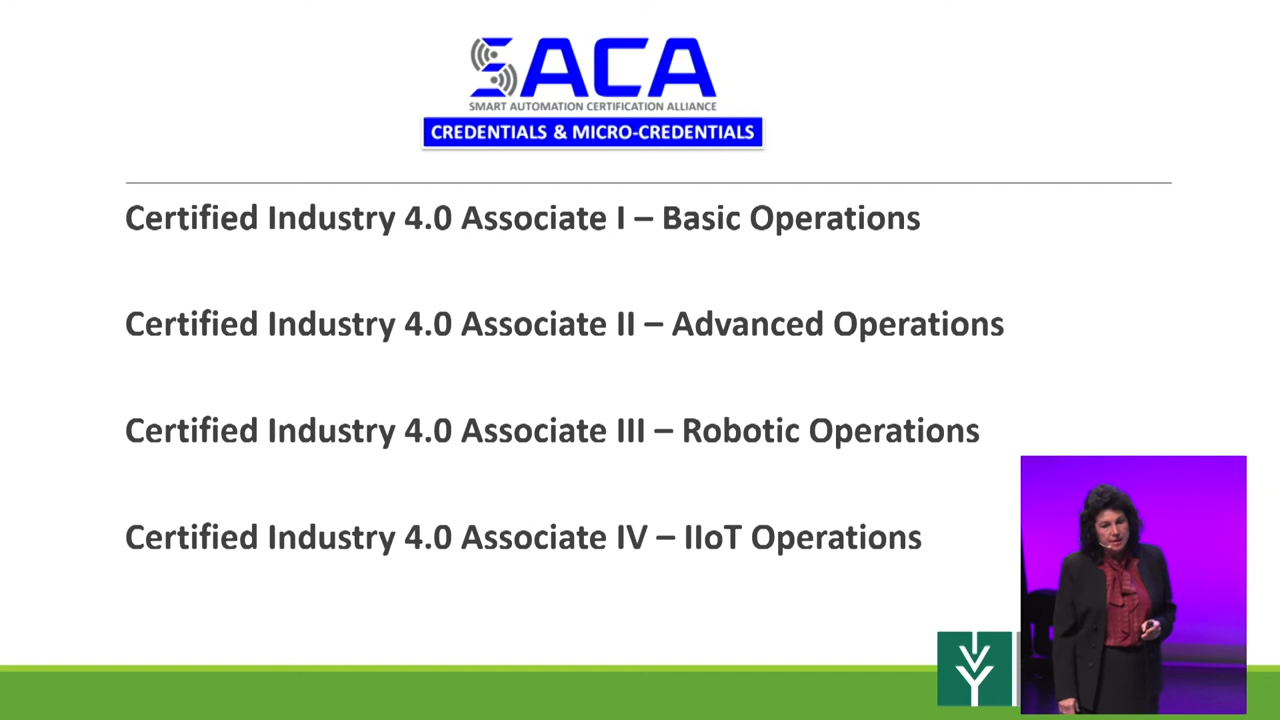 SACA
SMART AUTOMATION CERTIFICATION ALLIANCE
CREDENTIALS & MICRO-CREDENTIALS
Certified Industry 4.0 Associate I – Basic Operations
Certified Industry 4.0 Associate II – Advanced Operations
Certified Industry 4.0 Associate III – Robotic Operations
Certified Industry 4.0 Associate IV – IIoT Operations